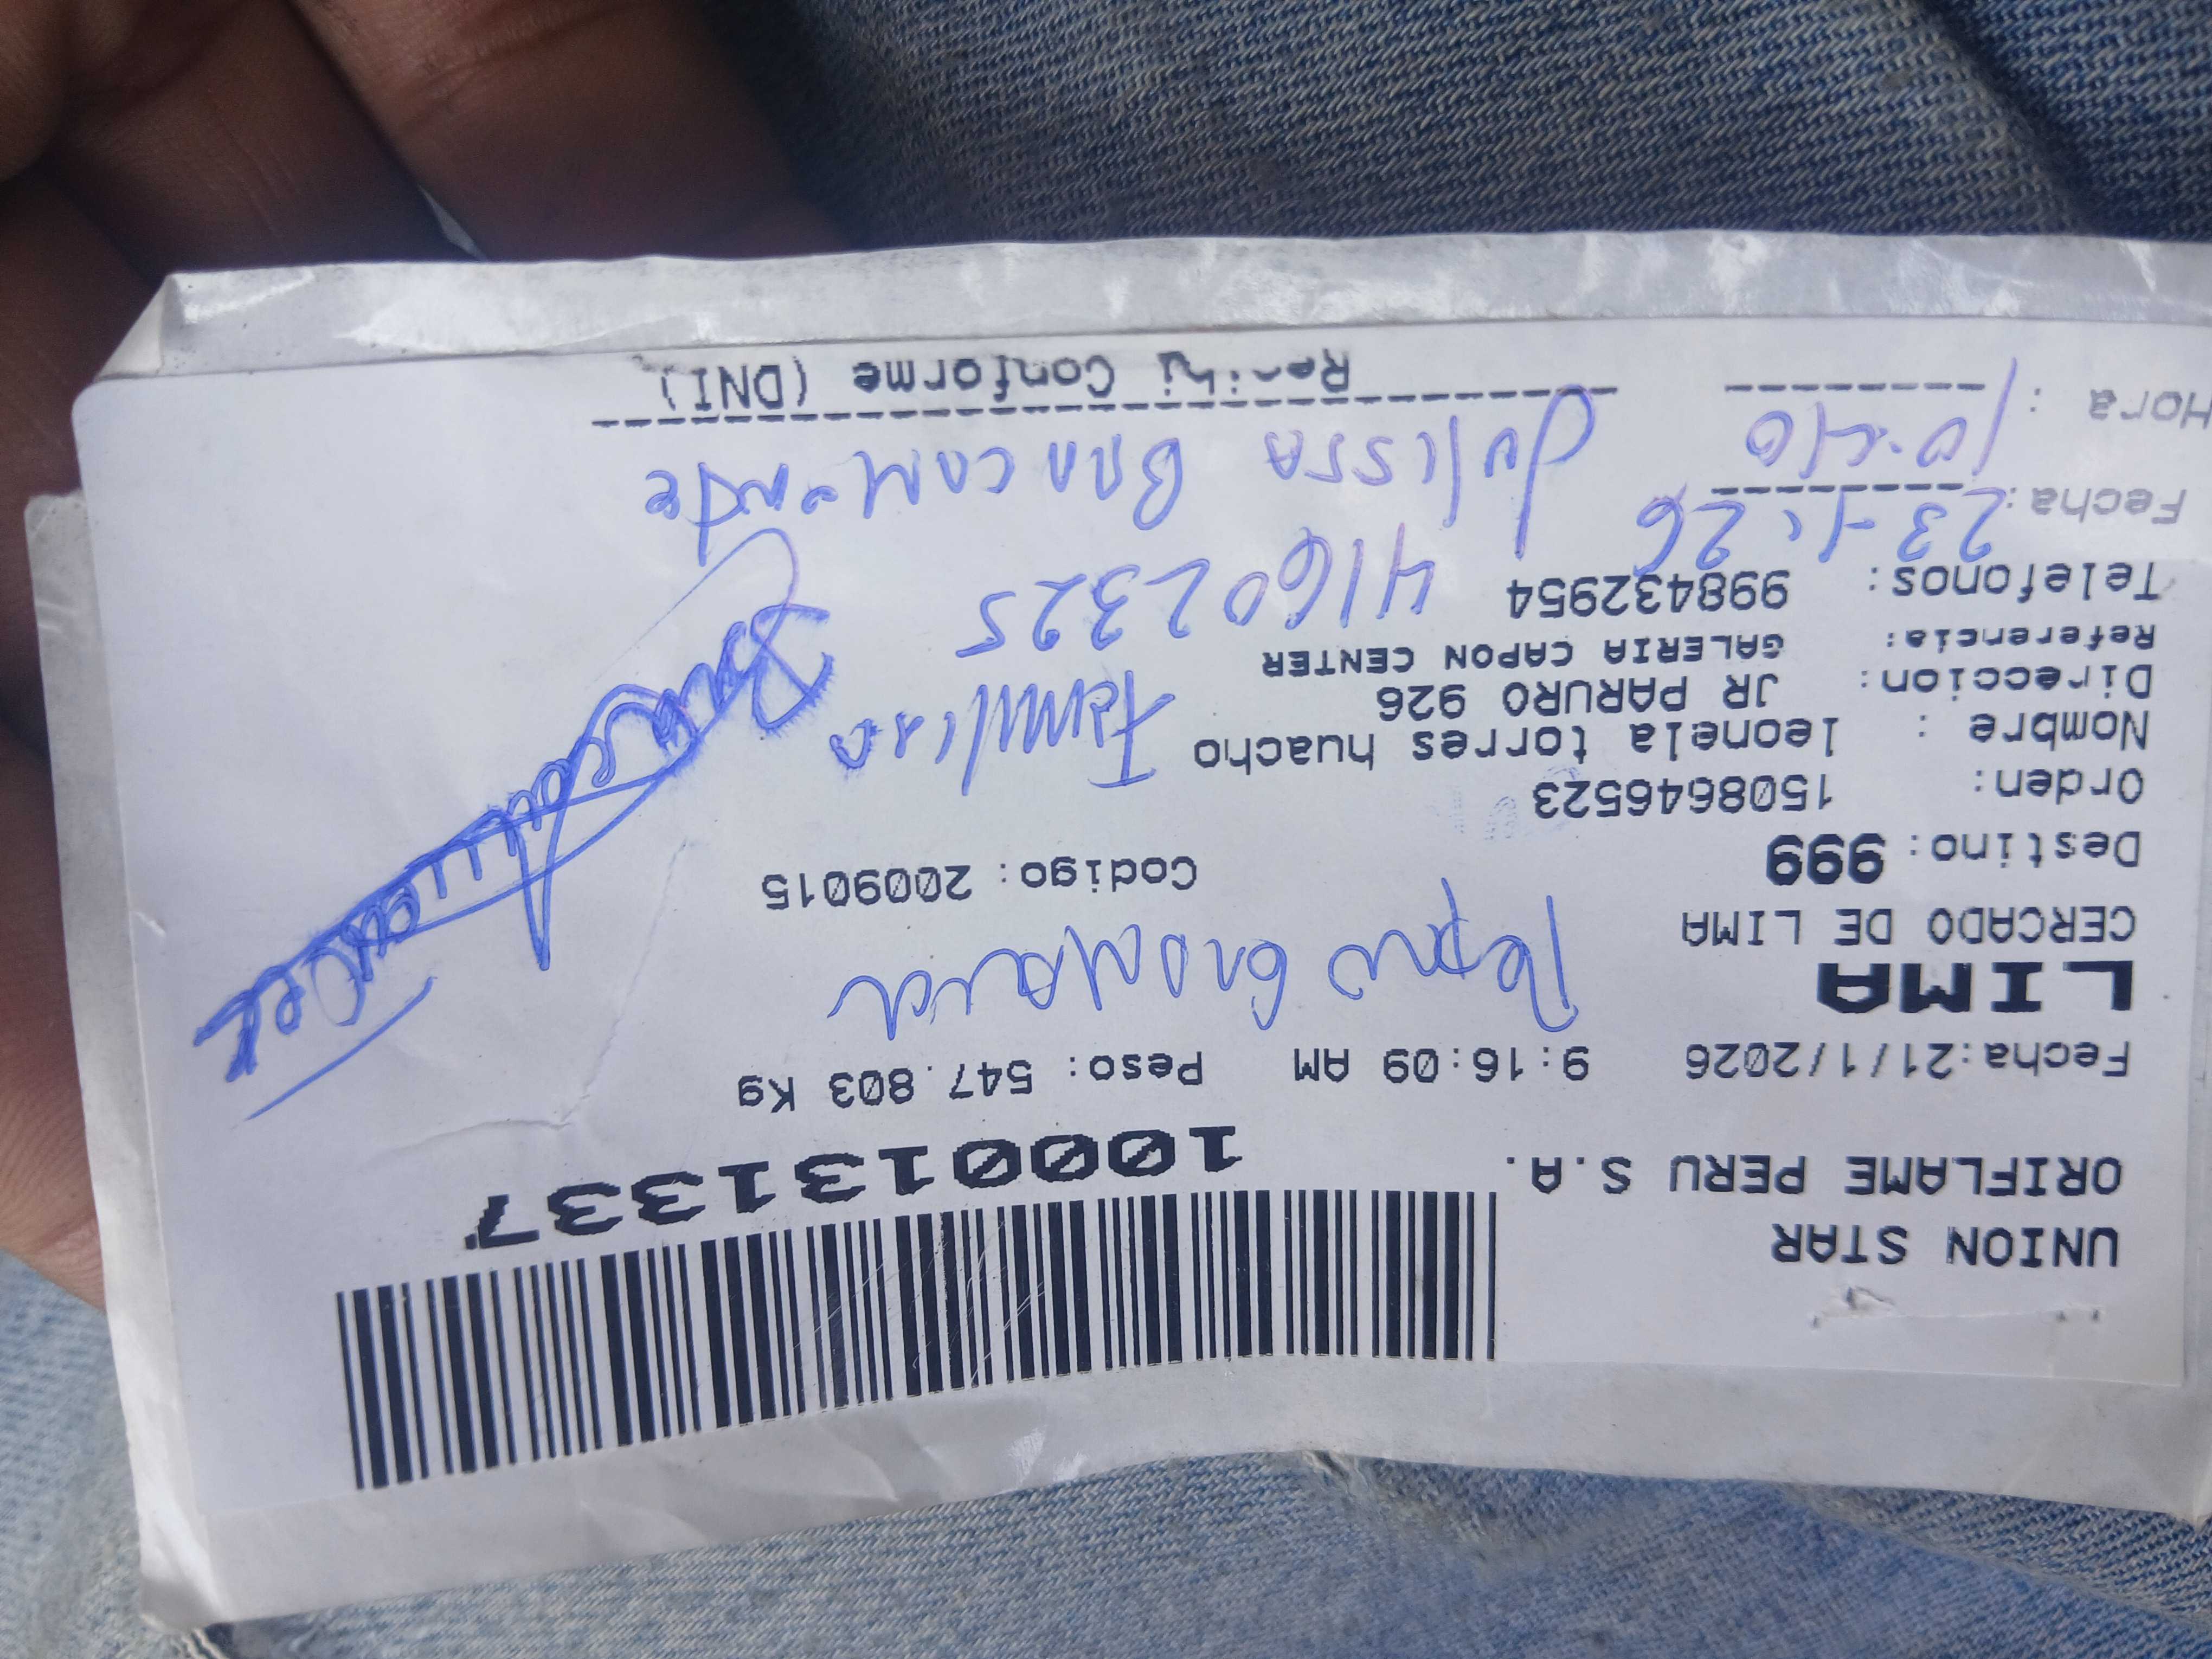 UNION STAR
ORIFLAME PERU S.A.
100131337
Fecha:21/1/2026 9:16:09 AM Peso: 547.803 Kg
LIMA
CERCADO DE LIMA
Destino: 999 Codigo: 2009015
Orden: 1508646523
Nombre : leonela torres huacho
Familiar
Direccion: JR PARURO 926
Referencia: GALERIA CAPON CENTER
Telefonos: 998432954
41602325
Fecha: 23-1-26
Julissa
Hora : 10:40
Recibi Conforme (DNI)